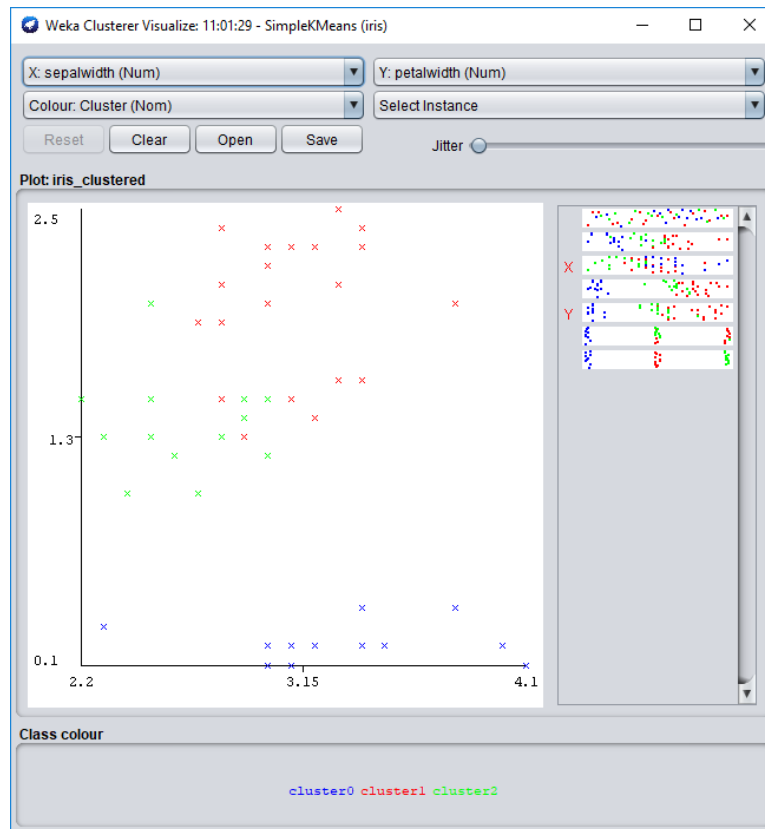 Weka Clusterer Visualize: 11:01:29 - SimpleKMeans (iris)
X: sepalwidth (Num) Y: petalwidth (Num)
Colour: Cluster (Nom) Select Instance
Reset Clear Open Save Jitter
Plot: iris_clustered
2.5
X
Y
1.3
0.1
2.2 3.15 4.1
Class colour
cluster0 cluster1 cluster2